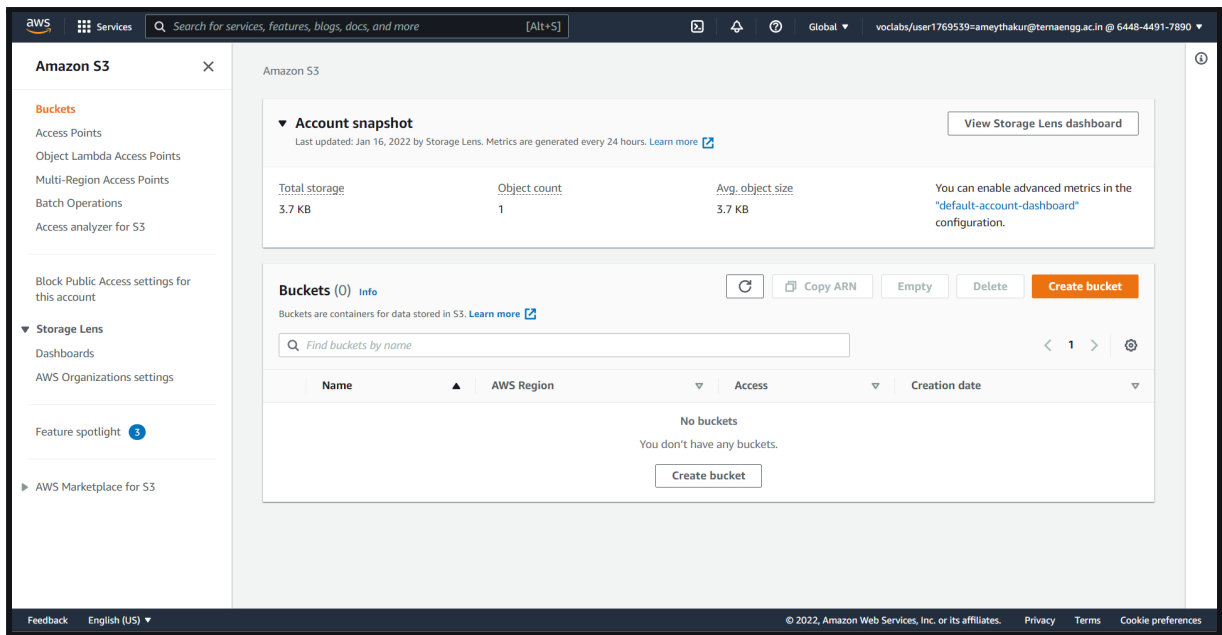 aws
Services
Search for services, features, blogs, docs, and more [Alt+S]
Global ▼
voclabs/user1769539=ameythakur@ternaengg.ac.in @ 6448-4491-7890 ▼
Amazon S3
Buckets
Access Points
Object Lambda Access Points
Multi-Region Access Points
Batch Operations
Access analyzer for S3
Block Public Access settings for
this account
Storage Lens
Dashboards
AWS Organizations settings
Feature spotlight 3
AWS Marketplace for S3
Amazon S3
Account snapshot
View Storage Lens dashboard
Last updated: Jan 16, 2022 by Storage Lens. Metrics are generated every 24 hours. Learn more
Total storage
3.7 KB
Object count
1
Avg. object size
3.7 KB
You can enable advanced metrics in the
"default-account-dashboard"
configuration.
Buckets (0) Info
Copy ARN
Empty
Delete
Create bucket
Buckets are containers for data stored in S3. Learn more
Find buckets by name
1
Name
AWS Region
Access
Creation date
No buckets
You don't have any buckets.
Create bucket
Feedback
English (US) ▼
© 2022, Amazon Web Services, Inc. or its affiliates.
Privacy
Terms
Cookie preferences